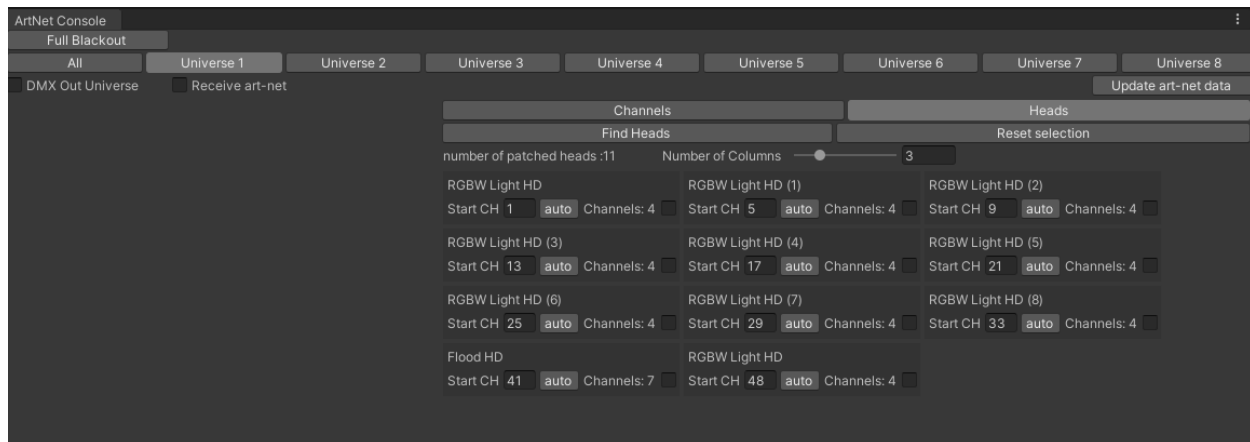 ArtNet Console
Full Blackout
All Universe 1 Universe 2 Universe 3 Universe 4 Universe 5 Universe 6 Universe 7 Universe 8
DMX Out Universe Receive art-net Update art-net data
Channels Heads
Find Heads Reset selection
number of patched heads :11 Number of Columns 3
RGBW Light HD RGBW Light HD (1) RGBW Light HD (2)
Start CH 1 auto Channels: 4 Start CH 5 auto Channels: 4 Start CH 9 auto Channels: 4
RGBW Light HD (3) RGBW Light HD (4) RGBW Light HD (5)
Start CH 13 auto Channels: 4 Start CH 17 auto Channels: 4 Start CH 21 auto Channels: 4
RGBW Light HD (6) RGBW Light HD (7) RGBW Light HD (8)
Start CH 25 auto Channels: 4 Start CH 29 auto Channels: 4 Start CH 33 auto Channels: 4
Flood HD RGBW Light HD
Start CH 41 auto Channels: 7 Start CH 48 auto Channels: 4